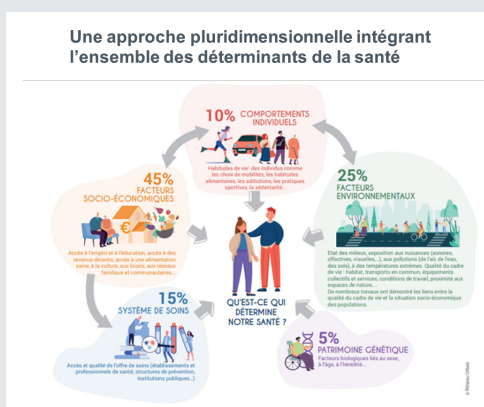 Une approche pluridimensionnelle intégrant
l'ensemble des déterminants de la santé
10% COMPORTEMENTS
INDIVIDUELS
Habitudes de vie des individus comme
les choix de mobilités, les habitudes
alimentaires, les addictions, les pratiques
sportives, la sédentarité...
45%
FACTEURS
SOCIO-ÉCONOMIQUES
Accès à l'emploi et à l'éducation, accès à des
revenus décents, accès à une alimentation
saine, à la culture, aux loisirs, aux réseaux
familiaux et communautaires...
25%
FACTEURS
ENVIRONNEMENTAUX
Etat des milieux, exposition aux nuisances (sonores,
olfactives, visuelles...), aux pollutions (de l'air, de l'eau,
des sols), à des températures extrêmes. Qualité du cadre
de vie : habitat, transports en commun, équipements
collectifs et services, conditions de travail, proximité aux
espaces de nature, ...
De nombreux travaux ont démontré les liens entre la
qualité du cadre de vie et la situation socio-économique
des populations.
15%
SYSTÈME DE SOINS
Accès et qualité de l'offre de soins (établissements et
professionnels de santé, structures de prévention,
institutions publiques...)
QU'EST-CE QUI
DÉTERMINE
NOTRE SANTÉ ?
5%
PATRIMOINE GÉNÉTIQUE
Facteurs biologiques liés au sexe,
à l'âge, à l'hérédité...